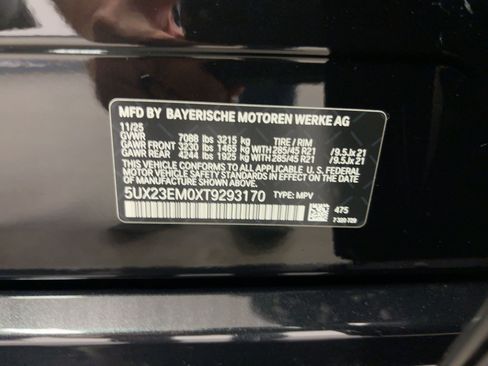 MFD BY BAYERISCHE MOTOREN WERKE AG
11/25
GVWR 7088 lbs 3215 kg TIRE / RIM
GAWR FRONT 3230 lbs 1465 kg WITH 285/45 R21 /9.5Jx 21
GAWR REAR 4244 lbs 1925 kg WITH 285/45 R21 /9.5Jx 21
THIS VEHICLE CONFORMS TO ALL APPLICABLE U.S. FEDERAL
MOTOR VEHICLE SAFETY STANDARDS IN EFFECT ON THE
DATE OF MANUFACTURE SHOWN ABOVE.
5UX23EM0XT9293170 TYPE: MPV
475